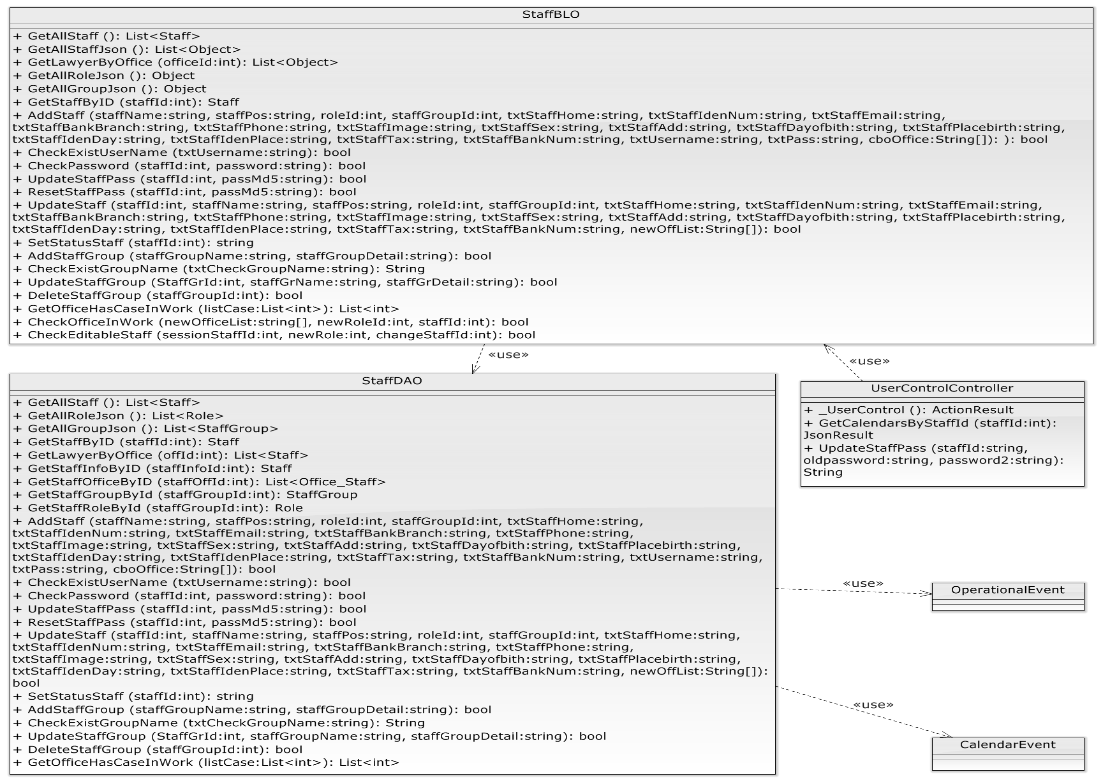 StaffBLO
+ GetAllStaff (): List<Staff>
+ GetAllStaffJson (): List<Object>
+ GetLawyerByOffice (officeId:int): List<Object>
+ GetAllRoleJson (): Object
+ GetAllGroupJson (): Object
+ GetStaffByID (staffId:int): Staff
+ AddStaff (staffName:string, staffPos:string, roleId:int, staffGroupId:int, txtStaffHome:string, txtStaffIdenNum:string, txtStaffEmail:string,
txtStaffBankBranch:string, txtStaffPhone:string, txtStaffImage:string, txtStaffSex:string, txtStaffAdd:string, txtStaffDayofbith:string, txtStaffPlacebirth:string,
txtStaffIdenDay:string, txtStaffIdenPlace:string, txtStaffTax:string, txtStaffBankNum:string, txtUsername:string, txtPass:string, cboOffice:String[]): ): bool
+ CheckExistUserName (txtUsername:string): bool
+ CheckPassword (staffId:int, password:string): bool
+ UpdateStaffPass (staffId:int, passMd5:string): bool
+ ResetStaffPass (staffId:int, passMd5:string): bool
+ UpdateStaff (staffId:int, staffName:string, staffPos:string, roleId:int, staffGroupId:int, txtStaffHome:string, txtStaffIdenNum:string, txtStaffEmail:string,
txtStaffBankBranch:string, txtStaffPhone:string, txtStaffImage:string, txtStaffSex:string, txtStaffAdd:string, txtStaffDayofbith:string, txtStaffPlacebirth:string,
txtStaffIdenDay:string, txtStaffIdenPlace:string, txtStaffTax:string, txtStaffBankNum:string, newOffList:String[]): bool
+ SetStatusStaff (staffId:int): string
+ AddStaffGroup (staffGroupName:string, staffGroupDetail:string): bool
+ CheckExistGroupName (txtCheckGroupName:string): String
+ UpdateStaffGroup (StaffGrId:int, staffGrName:string, staffGrDetail:string): bool
+ DeleteStaffGroup (staffGroupId:int): bool
+ GetOfficeHasCaseInWork (listCase:List<int>): List<int>
+ CheckOfficeInWork (newOfficeList:string[], newRoleId:int, staffId:int): bool
+ CheckEditableStaff (sessionStaffId:int, newRole:int, changeStaffId:int): bool
«use»
«use»
StaffDAO
+ GetAllStaff (): List<Staff>
+ GetAllRoleJson (): List<Role>
+ GetAllGroupJson (): List<StaffGroup>
+ GetStaffByID (staffId:int): Staff
+ GetLawyerByOffice (offId:int): List<Staff>
+ GetStaffInfoByID (staffInfoId:int): Staff
+ GetStaffOfficeByID (staffOffId:int): List<Office_Staff>
+ GetStaffGroupById (staffGroupId:int): StaffGroup
+ GetStaffRoleById (staffGroupId:int): Role
+ AddStaff (staffName:string, staffPos:string, roleId:int, staffGroupId:int, txtStaffHome:string,
txtStaffIdenNum:string, txtStaffEmail:string, txtStaffBankBranch:string, txtStaffPhone:string,
txtStaffImage:string, txtStaffSex:string, txtStaffAdd:string, txtStaffDayofbith:string, txtStaffPlacebirth:string,
txtStaffIdenDay:string, txtStaffIdenPlace:string, txtStaffTax:string, txtStaffBankNum:string, txtUsername:string,
txtPass:string, cboOffice:String[]): bool
+ CheckExistUserName (txtUsername:string): bool
+ CheckPassword (staffId:int, password:string): bool
+ UpdateStaffPass (staffId:int, passMd5:string): bool
+ ResetStaffPass (staffId:int, passMd5:string): bool
+ UpdateStaff (staffId:int, staffName:string, staffPos:string, roleId:int, staffGroupId:int, txtStaffHome:string,
txtStaffIdenNum:string, txtStaffEmail:string, txtStaffBankBranch:string, txtStaffPhone:string,
txtStaffImage:string, txtStaffSex:string, txtStaffAdd:string, txtStaffDayofbith:string, txtStaffPlacebirth:string,
txtStaffIdenDay:string, txtStaffIdenPlace:string, txtStaffTax:string, txtStaffBankNum:string, newOffList:String[]):
bool
+ SetStatusStaff (staffId:int): string
+ AddStaffGroup (staffGroupName:string, staffGroupDetail:string): bool
+ CheckExistGroupName (txtCheckGroupName:string): String
+ UpdateStaffGroup (StaffGrId:int, staffGroupName:string, staffGroupDetail:string): bool
+ DeleteStaffGroup (staffGroupId:int): bool
+ GetOfficeHasCaseInWork (listCase:List<int>): List<int>
UserControlController
+ _UserControl (): ActionResult
+ GetCalendarsByStaffId (staffId:int):
JsonResult
+ UpdateStaffPass (staffId:string,
oldpassword:string, password2:string):
String
«use»
OperationalEvent
«use»
CalendarEvent